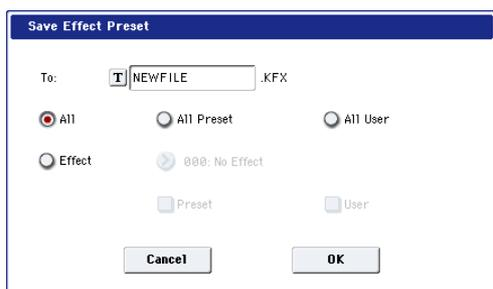 Save Effect Preset
To: T NEWFILE .KFX
All All Preset All User
Effect 000: No Effect
Preset User
Cancel OK